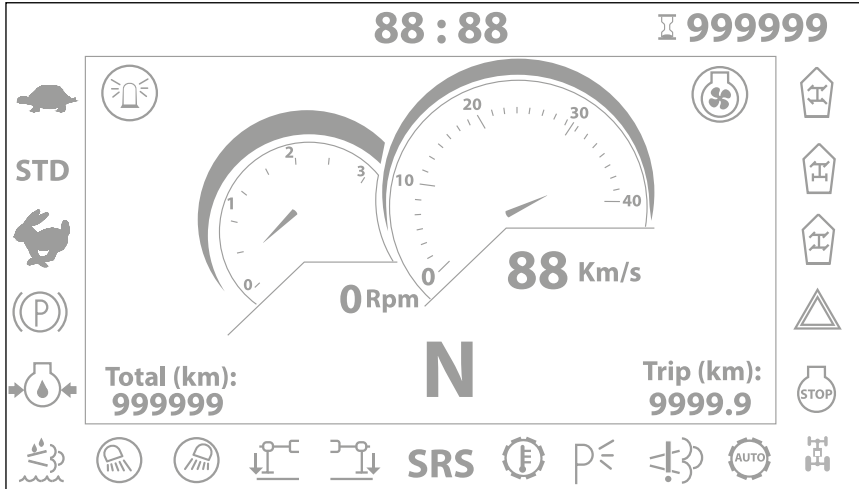 88 : 88
999999
STD
(P)
1
2
3
0
0 Rpm
10
20
30
40
0
88 Km/s
N
Total (km):
999999
Trip (km):
9999.9
STOP
SRS
P
AUTO